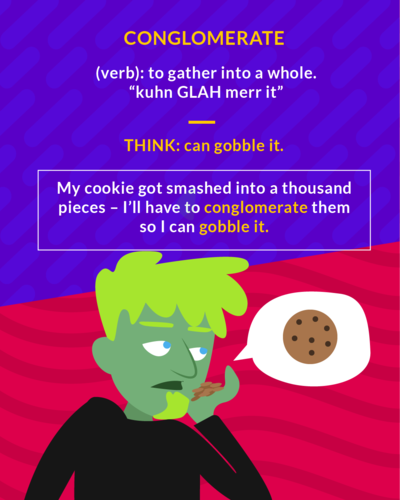 CONGLOMERATE
(verb): to gather into a whole.
“kuhn GLAH merr it”
THINK: can gobble it.
My cookie got smashed into a thousand
pieces – I’ll have to conglomerate them
so I can gobble it.